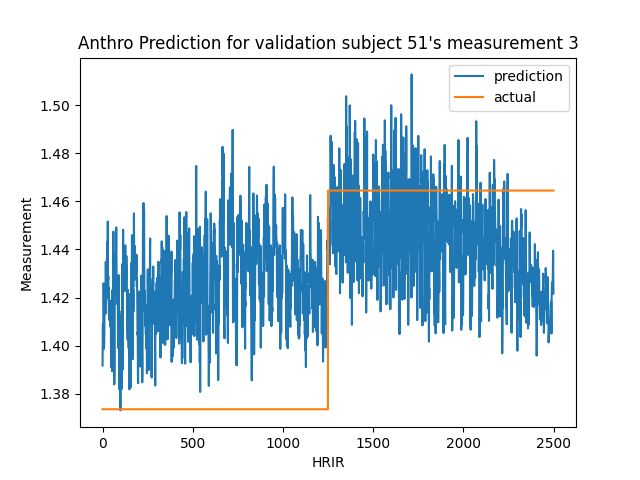 Anthro Prediction for validation subject 51's measurement 3
prediction
actual
Measurement
1.50
1.48
1.46
1.44
1.42
1.40
1.38
0
500
1000
1500
2000
2500
HRIR